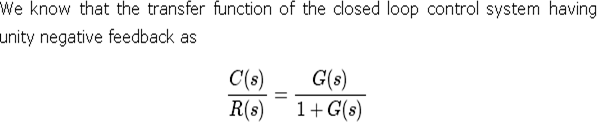 We know that the transfer function of the closed loop control system having
unity negative feedback as
C(s)/R(s) = G(s)/1+G(s)